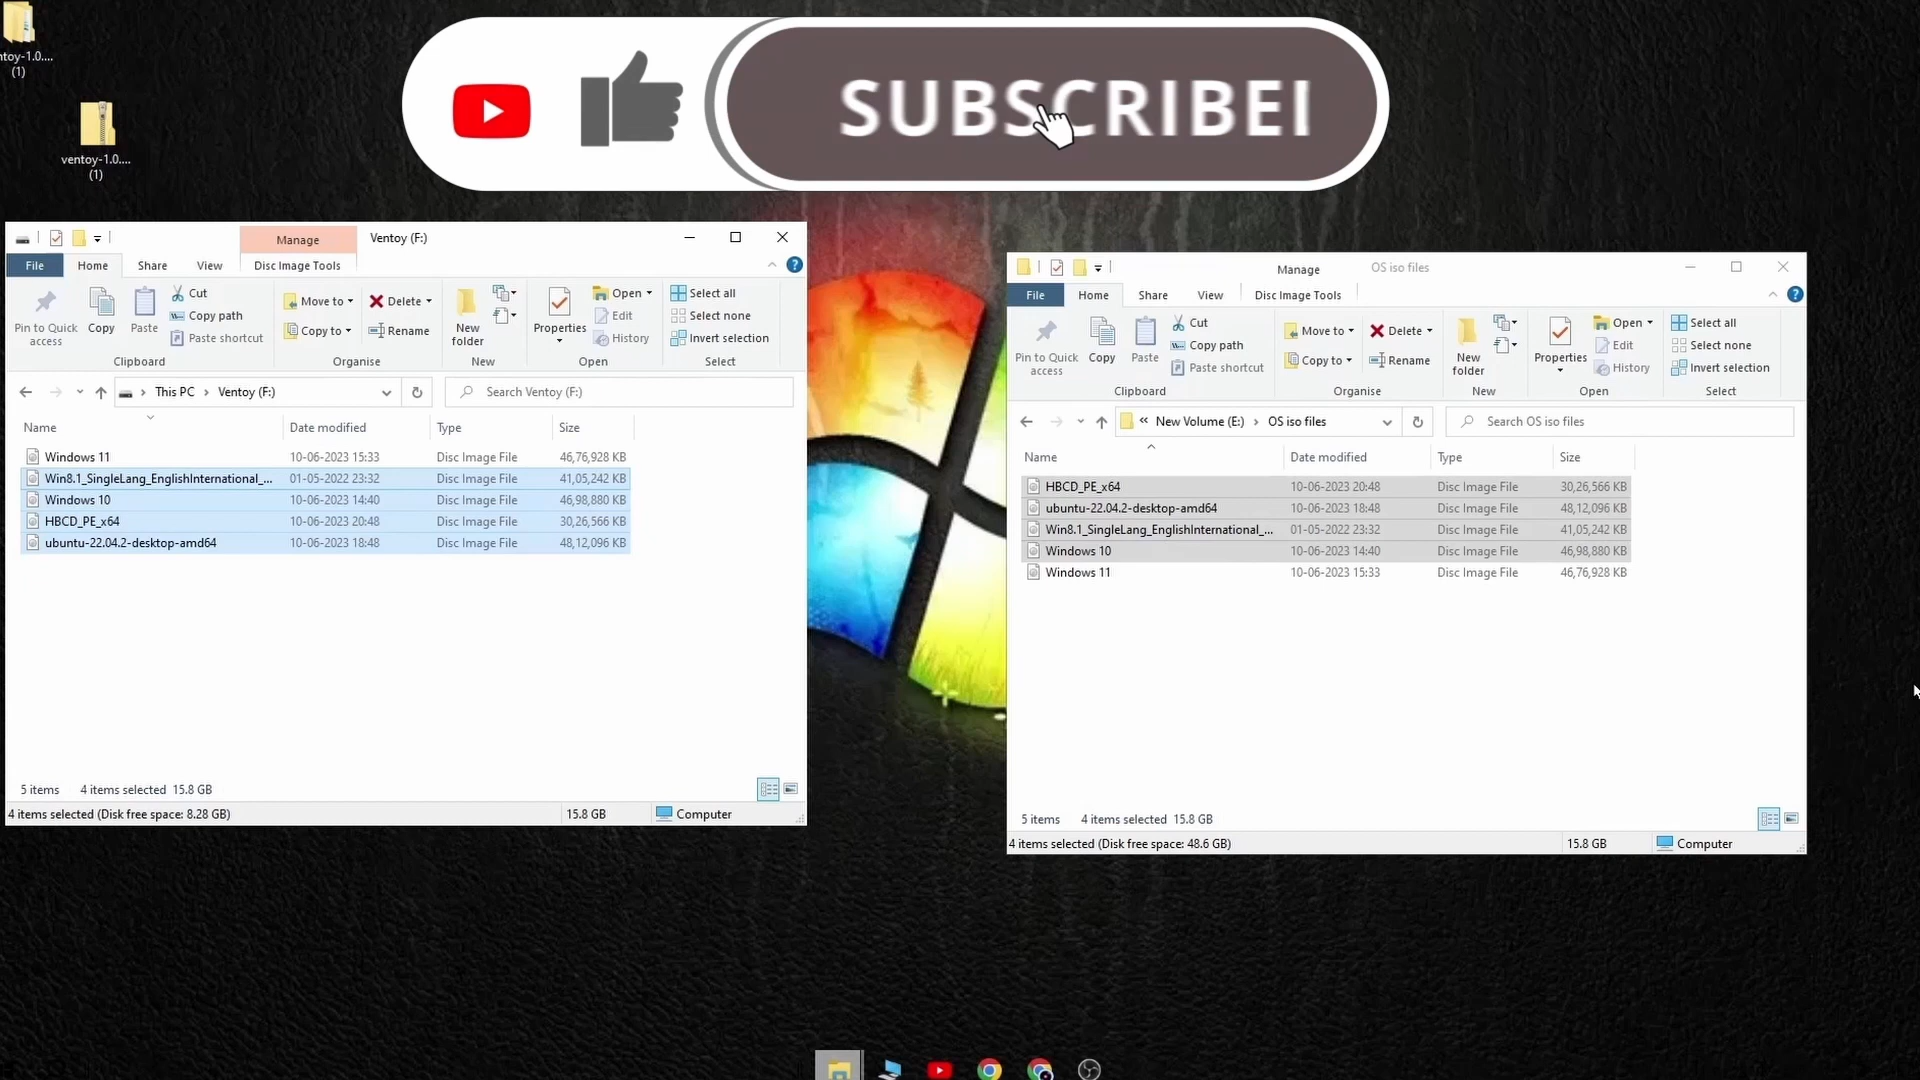 ntoy-1.0....
(1)
ventoy-1.0....
(1)
SUBSCRIBE
Manage
Ventoy (F:)
File
Home
Share
View
Disc Image Tools
Pin to Quick
access
Copy
Paste
Cut
Copy path
Paste shortcut
Clipboard
Move to
Copy to
Delete
Rename
Organise
New
folder
New
Properties
Open
Edit
History
Open
Select all
Select none
Invert selection
Select
This PC > Ventoy (F:)
Search Ventoy (F:)
Name Date modified Type Size
Windows 11 10-06-2023 15:33 Disc Image File 46,76,928 KB
Win8.1_SingleLang_EnglishInternational_... 01-05-2022 23:32 Disc Image File 41,05,242 KB
Windows 10 10-06-2023 14:40 Disc Image File 46,98,880 KB
HBCD_PE_x64 10-06-2023 20:48 Disc Image File 30,26,566 KB
ubuntu-22.04.2-desktop-amd64 10-06-2023 18:48 Disc Image File 48,12,096 KB
5 items 4 items selected 15.8 GB
4 items selected (Disk free space: 8.28 GB) 15.8 GB Computer
Manage
OS iso files
File
Home
Share
View
Disc Image Tools
Pin to Quick
access
Copy
Paste
Cut
Copy path
Paste shortcut
Clipboard
Move to
Copy to
Delete
Rename
Organise
New
folder
New
Properties
Open
Edit
History
Open
Select all
Select none
Invert selection
Select
« New Volume (E:) > OS iso files
Search OS iso files
Name Date modified Type Size
HBCD_PE_x64 10-06-2023 20:48 Disc Image File 30,26,566 KB
ubuntu-22.04.2-desktop-amd64 10-06-2023 18:48 Disc Image File 48,12,096 KB
Win8.1_SingleLang_EnglishInternational_... 01-05-2022 23:32 Disc Image File 41,05,242 KB
Windows 10 10-06-2023 14:40 Disc Image File 46,98,880 KB
Windows 11 10-06-2023 15:33 Disc Image File 46,76,928 KB
5 items 4 items selected 15.8 GB
4 items selected (Disk free space: 48.6 GB) 15.8 GB Computer